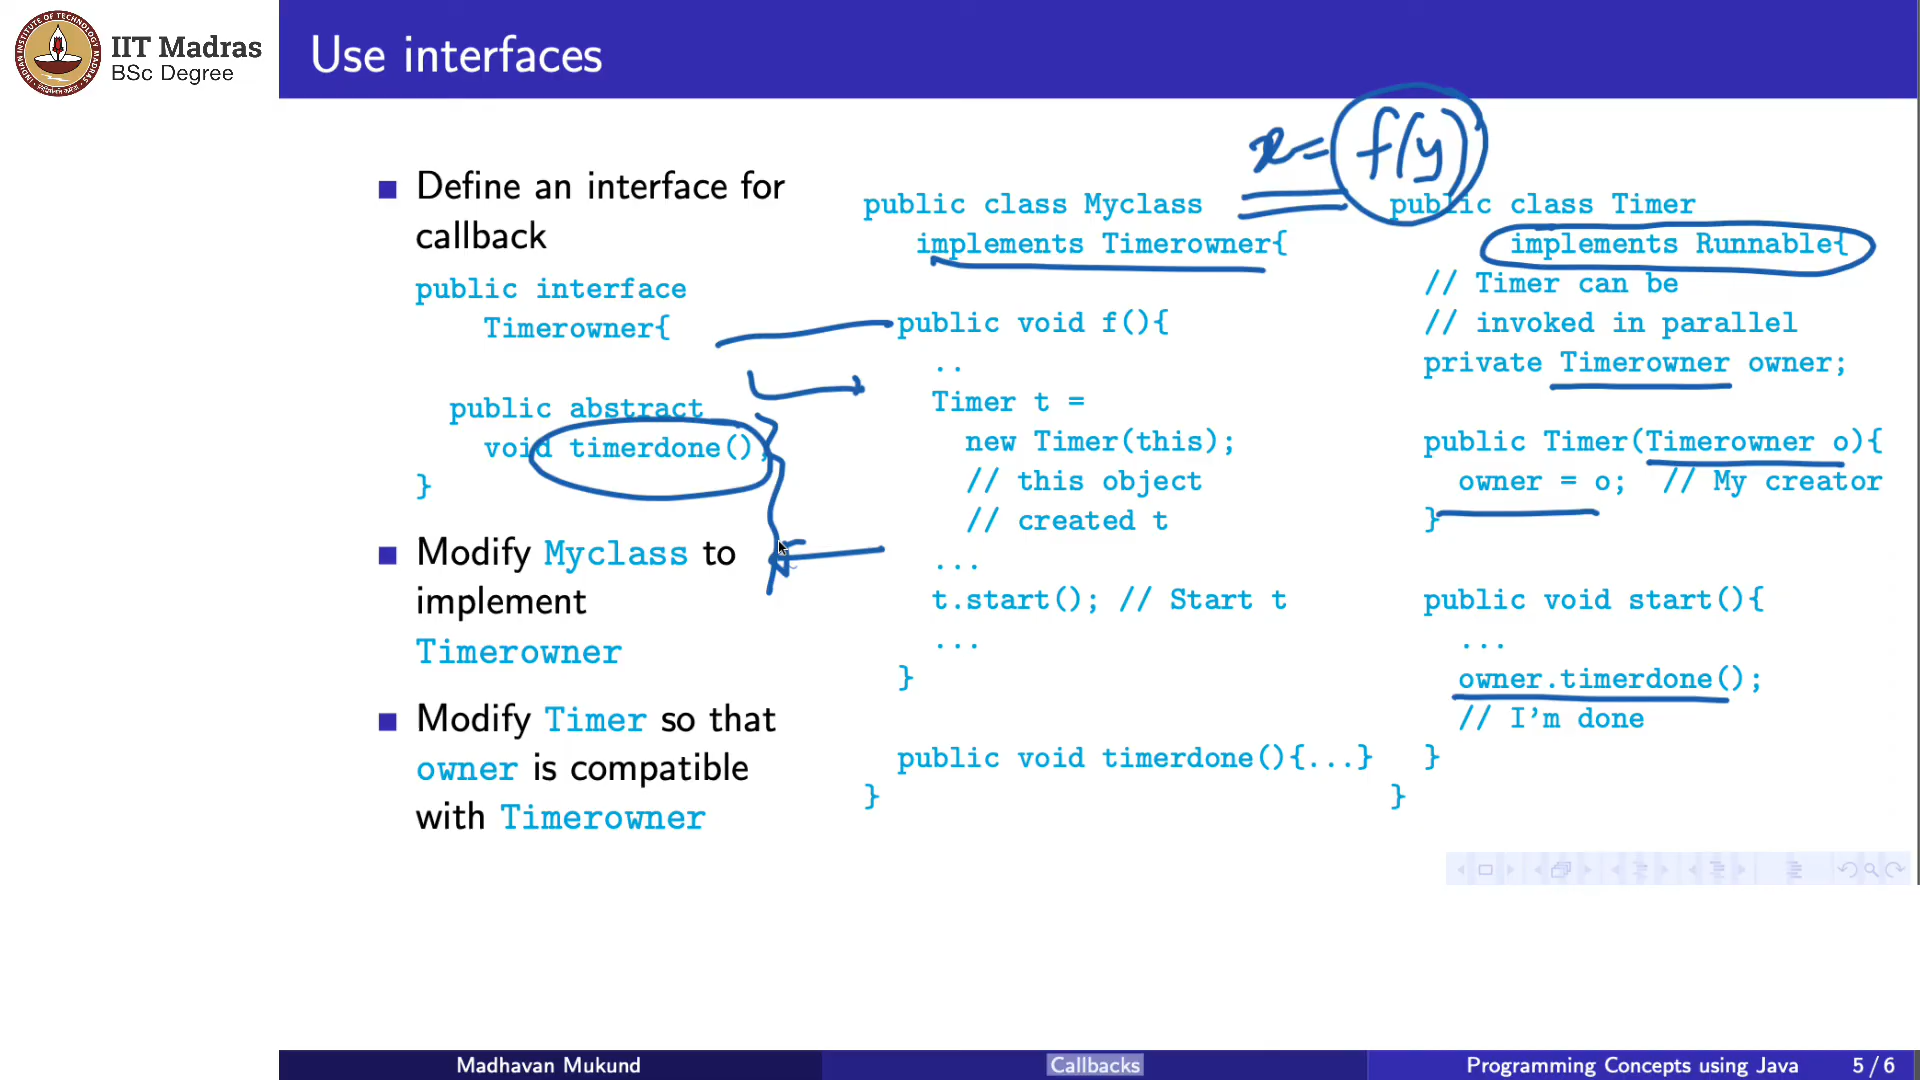 IIT Madras
BSc Degree
Use interfaces
x = f(y)
Define an interface for
callback
public interface
Timerowner{
public abstract
void timerdone();
}
Modify Myclass to
implement
Timerowner
Modify Timer so that
owner is compatible
with Timerowner
public class Myclass
implements Timerowner{
public void f(){
..
Timer t =
new Timer(this);
// this object
// created t
...
t.start(); // Start t
...
}
public void timerdone(){...}
}
public class Timer
implements Runnable{
// Timer can be
// invoked in parallel
private Timerowner owner;
public Timer(Timerowner o){
owner = o; // My creator
}
public void start(){
...
owner.timerdone();
// I'm done
}
}
Madhavan Mukund
Callbacks
Programming Concepts using Java
5 / 6